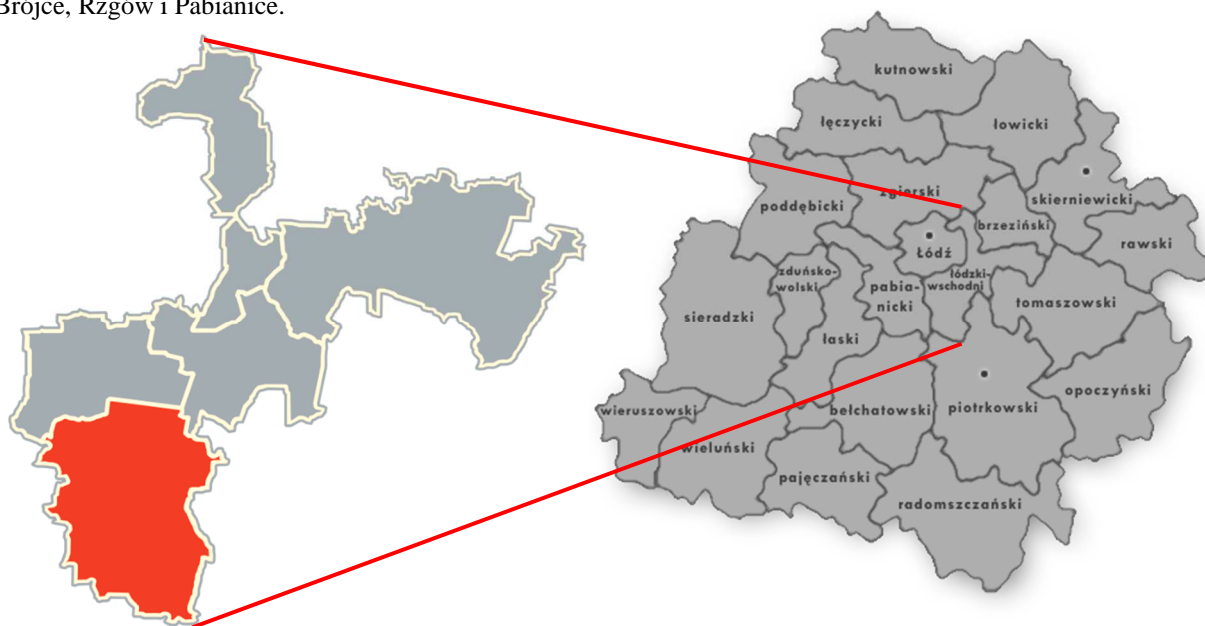 Brójce, Rzgów i Pabianice.
kutnowski
łęczycki
łowicki
zgierski
skierniewicki
poddębicki
brzeziński
rawski
Łódź
zduńsko-
wolski
pabia-
nicki
łódzki-
wschodni
tomaszowski
sieradzki
łaski
opoczyński
wieruszowski
bełchatowski
piotrkowski
wieluński
pajęczański
radomszczański